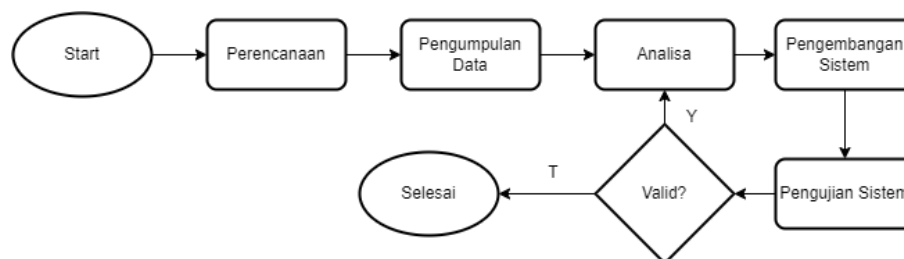 Start
Perencanaan
Pengumpulan
Data
Analisa
Pengembangan
Sistem
Pengujian Sistem
Valid?
Y
T
Selesai